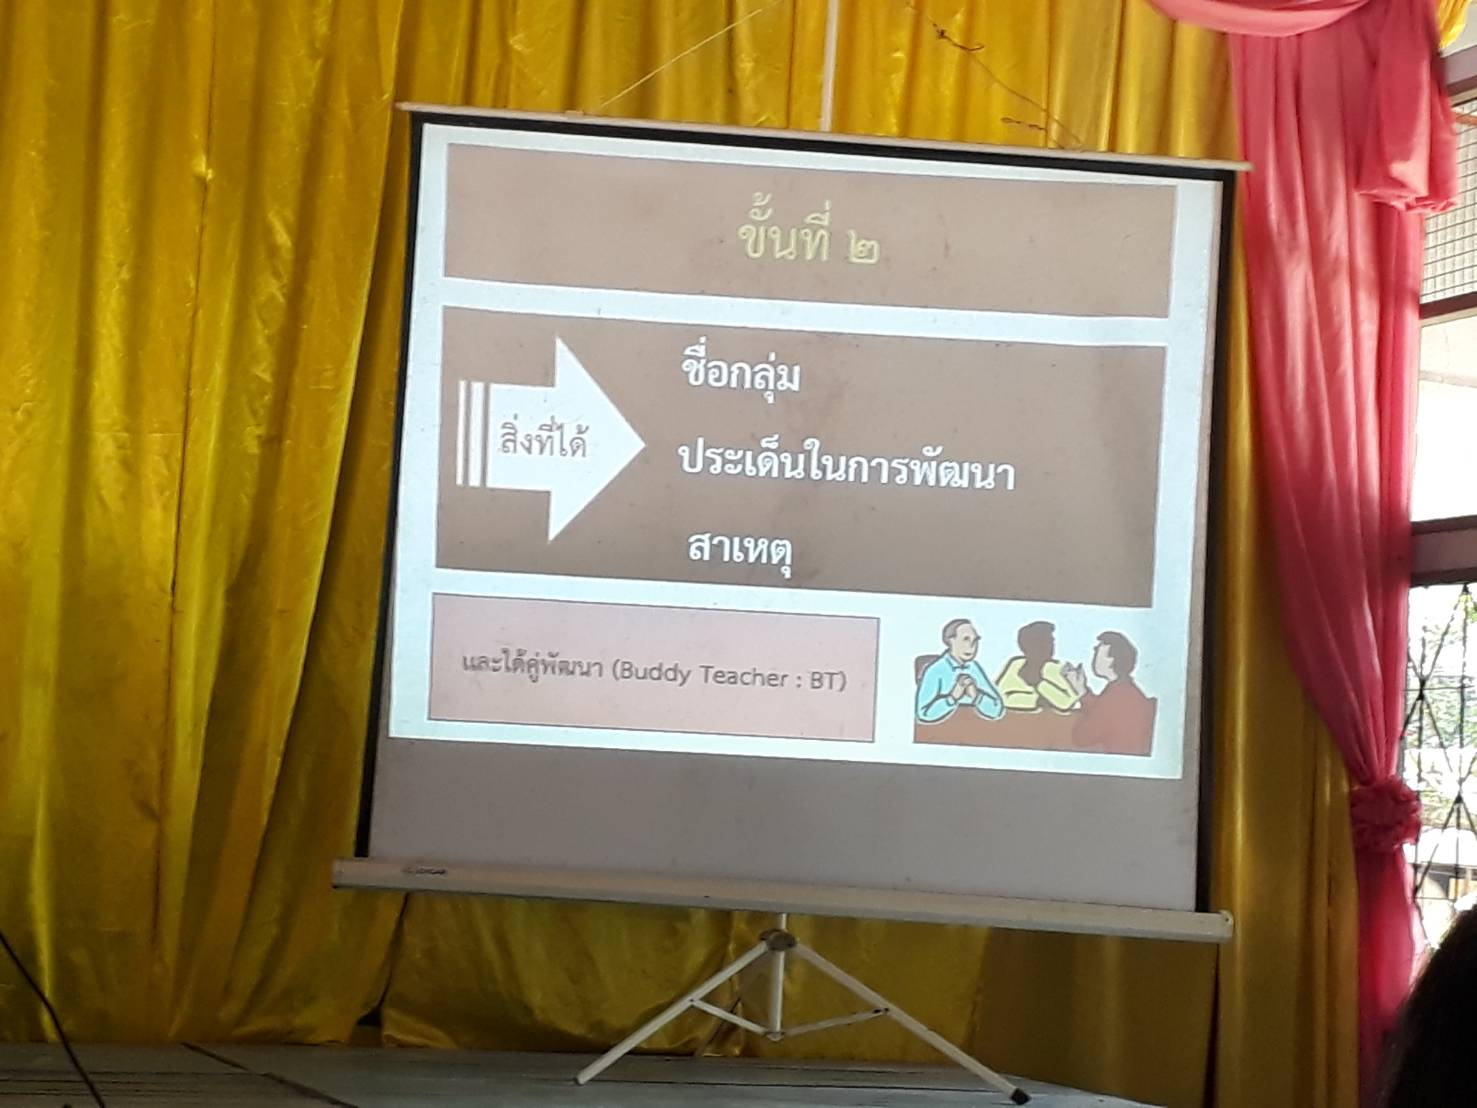 ขั้นที่ ๒
สิ่งที่ได้
ชื่อกลุ่ม
ประเด็นในการพัฒนา
สาเหตุ
และได้คู่พัฒนา (Buddy Teacher : BT)